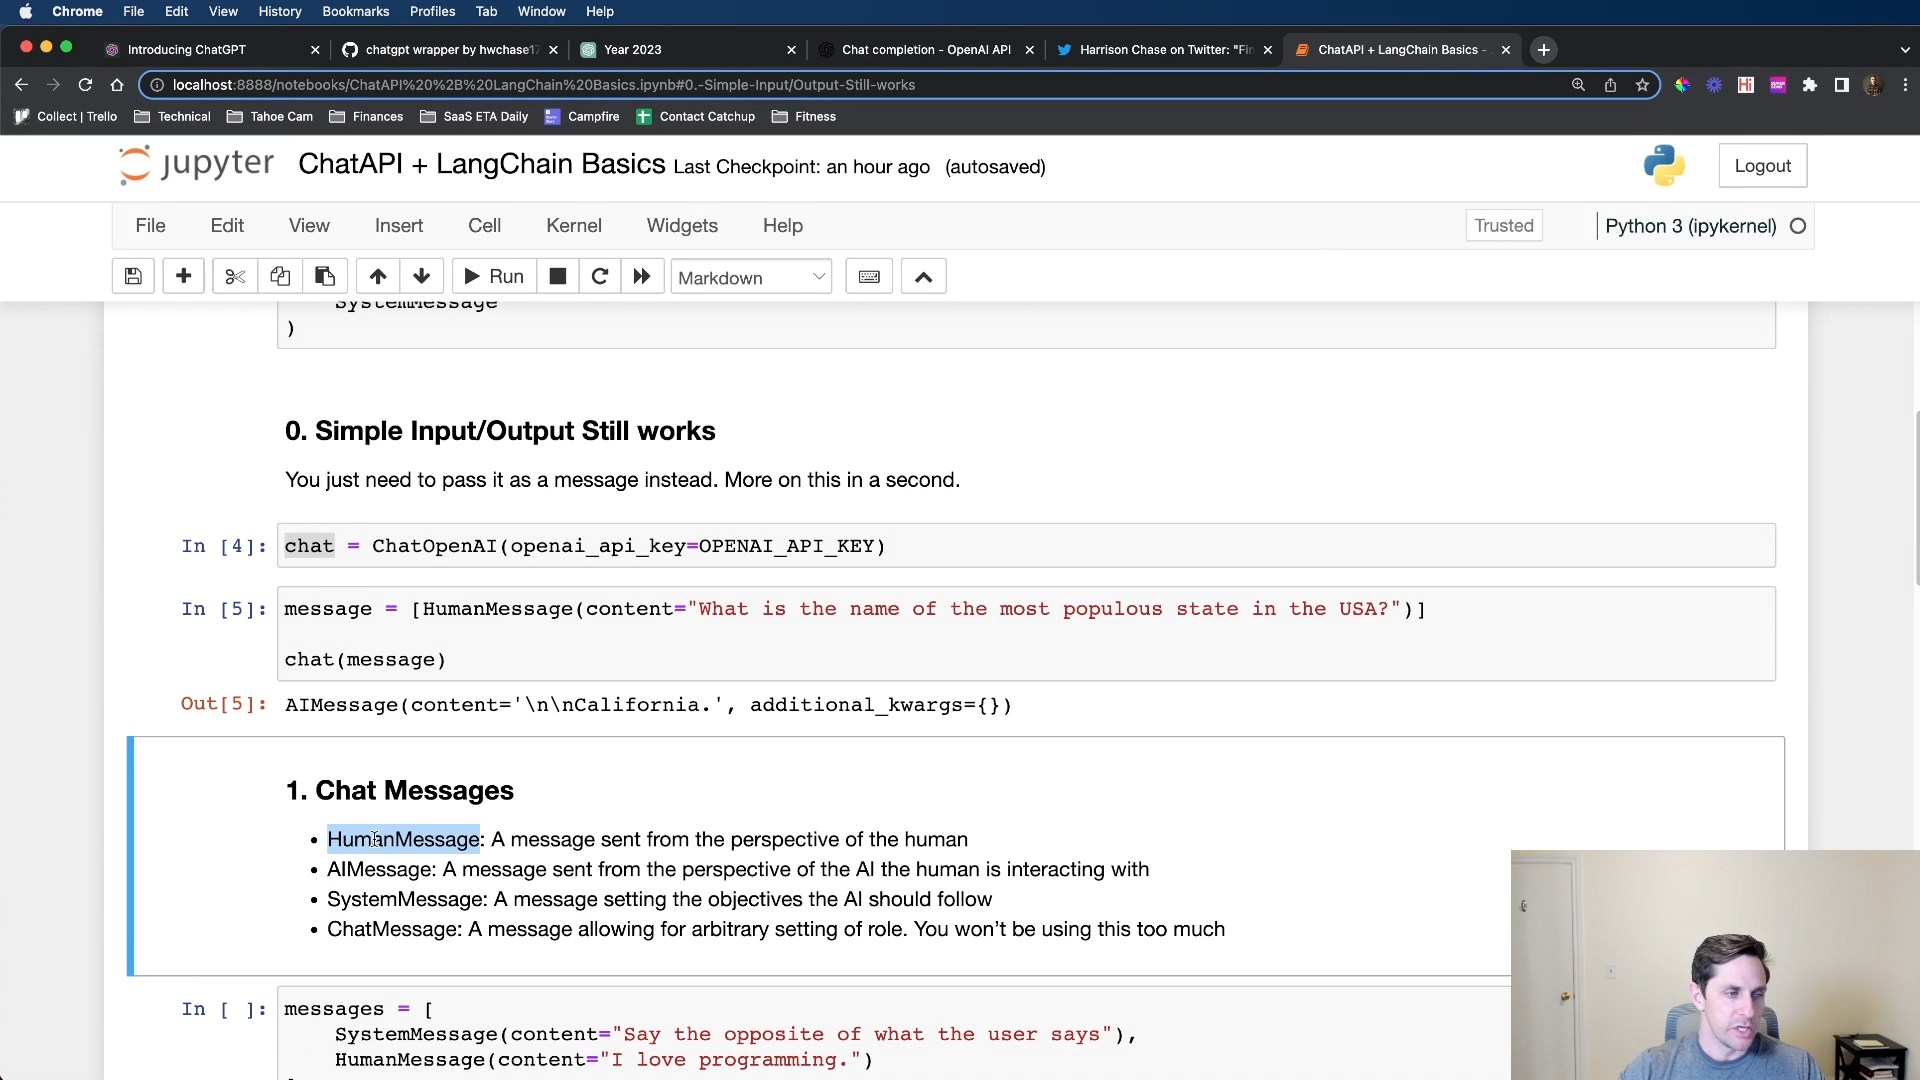 Chrome File Edit View History Bookmarks Profiles Tab Window Help
Introducing ChatGPT chatgpt wrapper by hwchase17 Year 2023 Chat completion - OpenAI API Harrison Chase on Twitter: "Fin ChatAPI + LangChain Basics -
localhost:8888/notebooks/ChatAPI%20%2B%20LangChain%20Basics.ipynb#0.-Simple-Input/Output-Still-works
Collect | Trello Technical Tahoe Cam Finances SaaS ETA Daily Campfire Contact Catchup Fitness
jupyter ChatAPI + LangChain Basics Last Checkpoint: an hour ago (autosaved) Logout
File Edit View Insert Cell Kernel Widgets Help Trusted Python 3 (ipykernel)
Run Markdown
SystemMessage
)
0. Simple Input/Output Still works
You just need to pass it as a message instead. More on this in a second.
In [4]: chat = ChatOpenAI(openai_api_key=OPENAI_API_KEY)
In [5]: message = [HumanMessage(content="What is the name of the most populous state in the USA?")]
chat(message)
Out[5]: AIMessage(content='\n\nCalifornia.', additional_kwargs={})
1. Chat Messages
• HumanMessage: A message sent from the perspective of the human
• AIMessage: A message sent from the perspective of the AI the human is interacting with
• SystemMessage: A message setting the objectives the AI should follow
• ChatMessage: A message allowing for arbitrary setting of role. You won't be using this too much
In [ ]: messages = [
SystemMessage(content="Say the opposite of what the user says"),
HumanMessage(content="I love programming.")